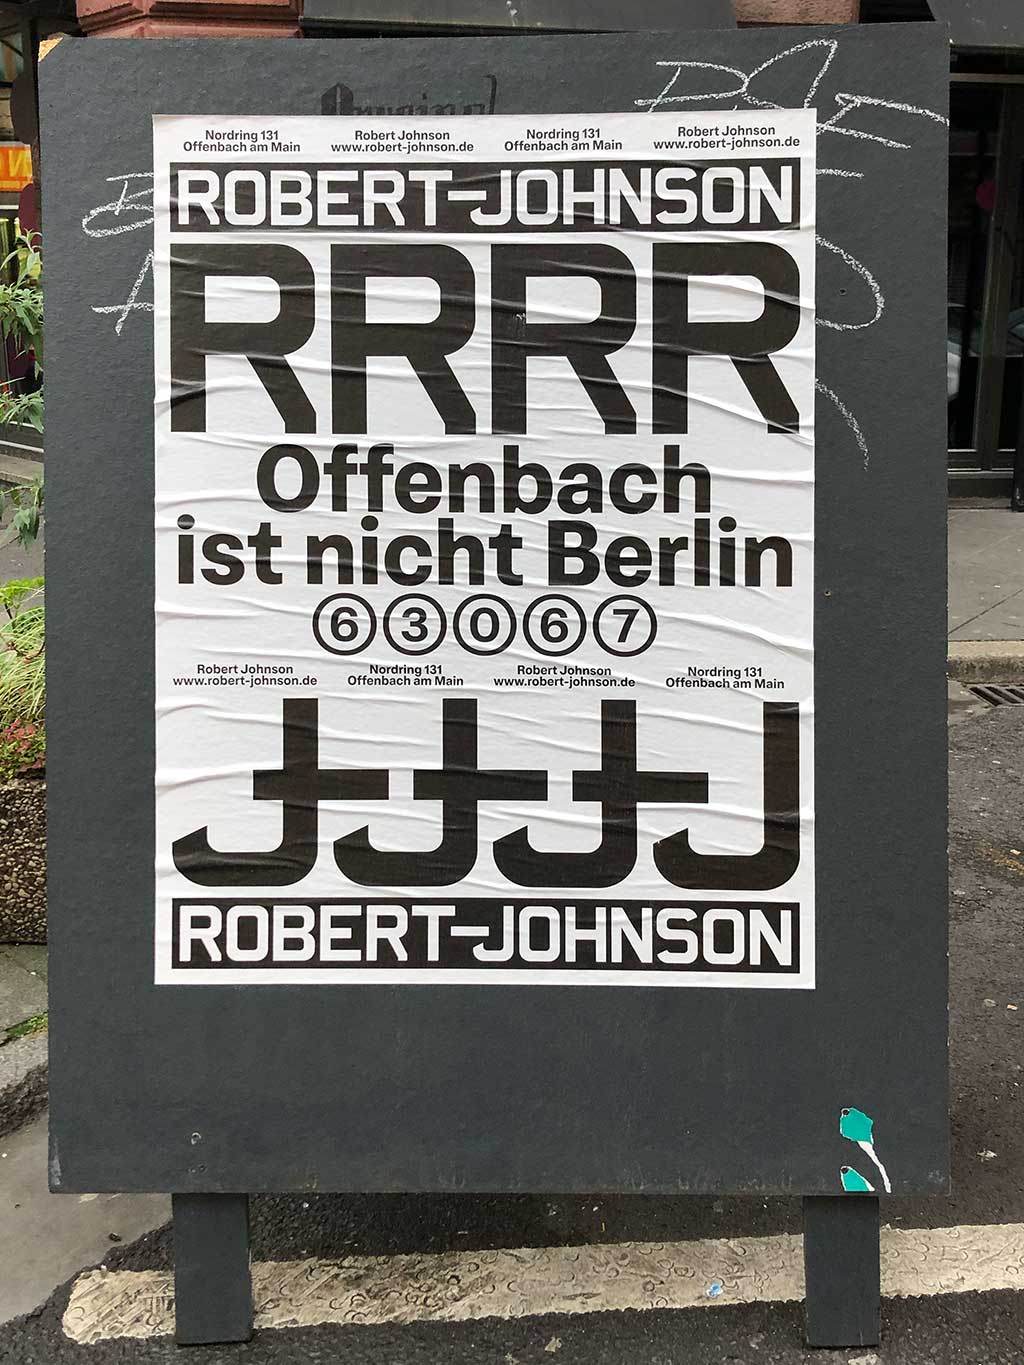 Original
Nordring 131 Robert Johnson Nordring 131 Robert Johnson
Offenbach am Main www.robert-johnson.de Offenbach am Main www.robert-johnson.de
ROBERT-JOHNSON
RRRR
Offenbach
ist nicht Berlin
63067
Robert Johnson Nordring 131 Robert Johnson Nordring 131
www.robert-johnson.de Offenbach am Main www.robert-johnson.de Offenbach am Main
JJJJ
ROBERT-JOHNSON